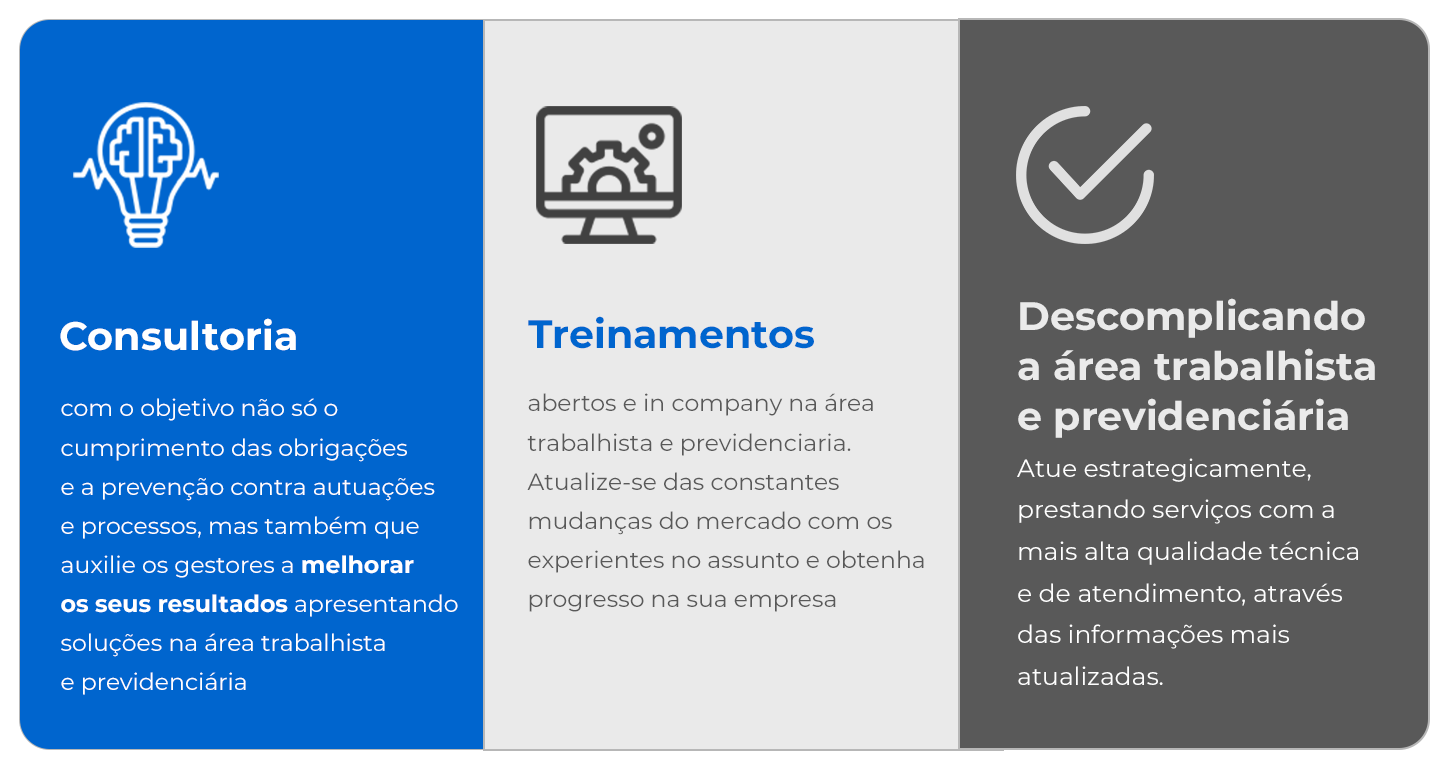 Consultoria
com o objetivo não só o
cumprimento das obrigações
e a prevenção contra autuações
e processos, mas também que
auxilie os gestores a melhorar
os seus resultados apresentando
soluções na área trabalhista
e previdenciária
Treinamentos
abertos e in company na área
trabalhista e previdenciaria.
Atualize-se das constantes
mudanças do mercado com os
experientes no assunto e obtenha
progresso na sua empresa
Descomplicando
a área trabalhista
e previdenciária
Atue estrategicamente,
prestando serviços com a
mais alta qualidade técnica
e de atendimento, através
das informações mais
atualizadas.